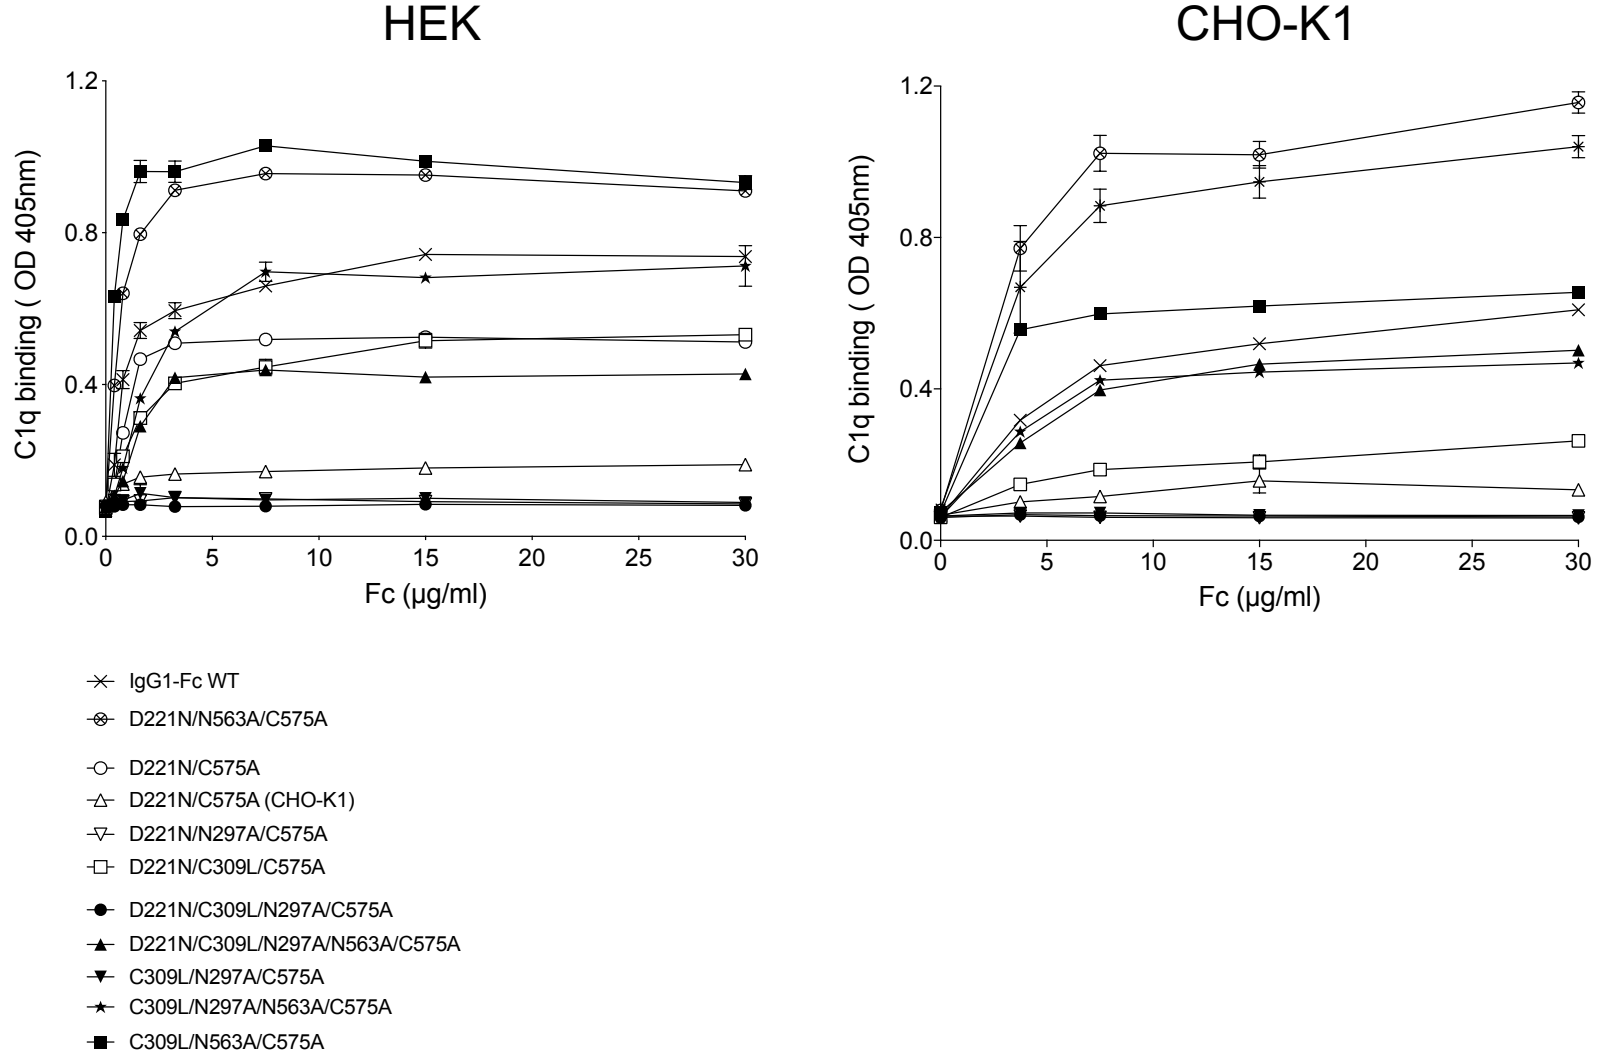 HEK
CHO-K1
1.2
0.8
0.4
0.0
C1q binding ( OD 405nm)
0 5 10 15 20 25 30
Fc (µg/ml)
1.2
0.8
0.4
0.0
C1q binding ( OD 405nm)
0 5 10 15 20 25 30
Fc (µg/ml)
IgG1-Fc WT
D221N/N563A/C575A
D221N/C575A
D221N/C575A (CHO-K1)
D221N/N297A/C575A
D221N/C309L/C575A
D221N/C309L/N297A/C575A
D221N/C309L/N297A/N563A/C575A
C309L/N297A/C575A
C309L/N297A/N563A/C575A
C309L/N563A/C575A